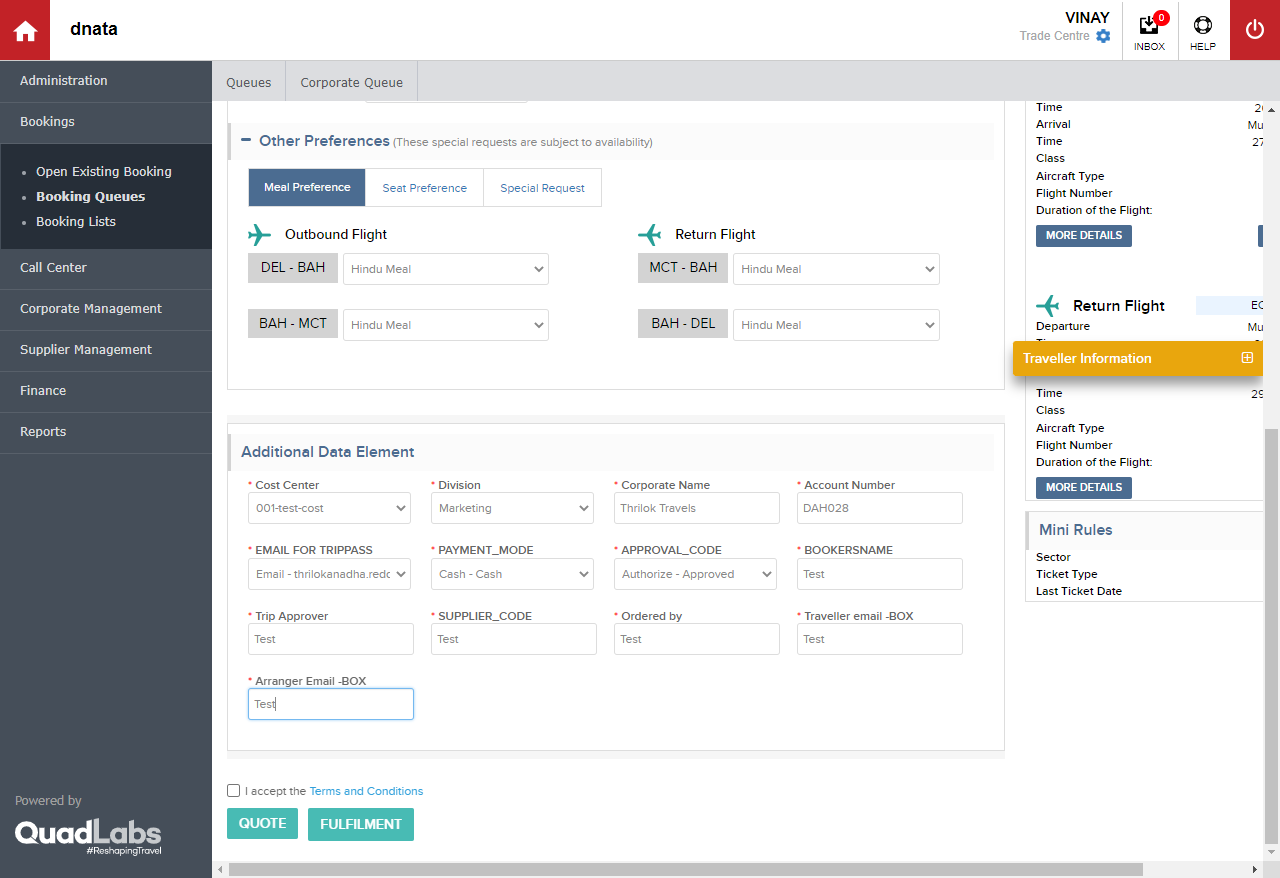 dnata
VINAY
Trade Centre
0
INBOX
HELP
Administration
Bookings
Open Existing Booking
Booking Queues
Booking Lists
Call Center
Corporate Management
Supplier Management
Finance
Reports
Powered by
QuadLabs
#ReshapingTravel
Queues
Corporate Queue
Other Preferences (These special requests are subject to availability)
Meal Preference
Seat Preference
Special Request
Outbound Flight
Return Flight
DEL - BAH
Hindu Meal
MCT - BAH
Hindu Meal
BAH - MCT
Hindu Meal
BAH - DEL
Hindu Meal
Additional Data Element
* Cost Center
* Division
* Corporate Name
* Account Number
001-test-cost
Marketing
Thrilok Travels
DAH028
* EMAIL FOR TRIPPASS
* PAYMENT_MODE
* APPROVAL_CODE
* BOOKERSNAME
Email - thrilokanadha.redd
Cash - Cash
Authorize - Approved
Test
* Trip Approver
* SUPPLIER_CODE
* Ordered by
* Traveller email -BOX
Test
Test
Test
Test
* Arranger Email -BOX
Test
I accept the Terms and Conditions
QUOTE
FULFILMENT
Time
Arrival
Mu
Time
27
Class
Aircraft Type
Flight Number
Duration of the Flight:
MORE DETAILS
Return Flight
EC
Departure
Mu
Traveller Information
Time
29
Class
Aircraft Type
Flight Number
Duration of the Flight:
MORE DETAILS
Mini Rules
Sector
Ticket Type
Last Ticket Date